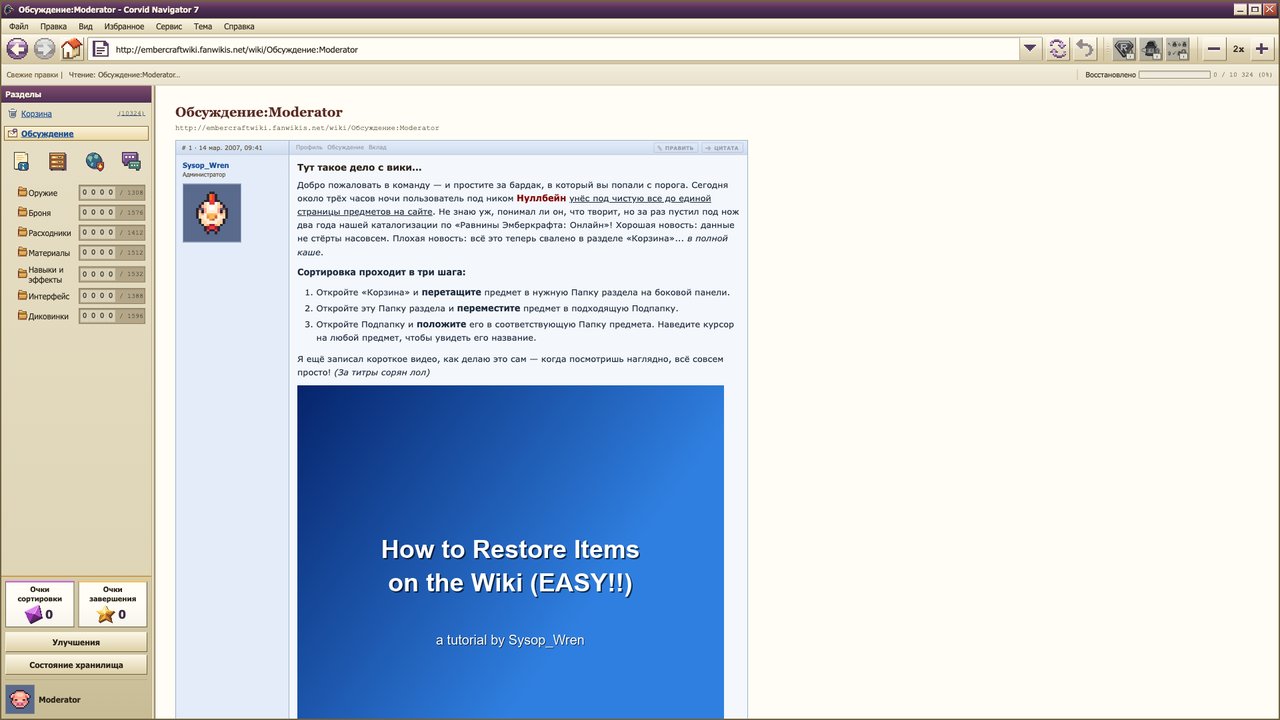 Обсуждение:Moderator - Corvid Navigator 7
Файл Правка Вид Избранное Сервис Тема Справка
http://embercraftwiki.fanwikis.net/wiki/Обсуждение:Moderator
2x
Свежие правки | Чтение: Обсуждение:Moderator...
Восстановлено 0 / 10 324 (0%)
Разделы
Корзина (10324)
Обсуждение
Оружие 0 0 0 0 / 1308
Броня 0 0 0 0 / 1576
Расходники 0 0 0 0 / 1412
Материалы 0 0 0 0 / 1512
Навыки и
эффекты 0 0 0 0 / 1532
Интерфейс 0 0 0 0 / 1388
Диковинки 0 0 0 0 / 1596
Очки
сортировки
0
Очки
завершения
0
Улучшения
Состояние хранилища
Moderator
Обсуждение:Moderator
http://embercraftwiki.fanwikis.net/wiki/Обсуждение:Moderator
# 1 · 14 мар. 2007, 09:41
Профиль Обсуждение Вклад
ПРАВИТЬ
ЦИТАТА
Sysop_Wren
Администратор
Тут такое дело с вики...
Добро пожаловать в команду — и простите за бардак, в который вы попали с порога. Сегодня
около трёх часов ночи пользователь под ником Нуллбейн унёс под чистую все до единой
страницы предметов на сайте. Не знаю уж, понимал ли он, что творит, но за раз пустил под нож
два года нашей каталогизации по «Равнины Эмберкрафта: Онлайн»! Хорошая новость: данные
не стёрты насовсем. Плохая новость: всё это теперь свалено в разделе «Корзина»... в полной
каше.
Сортировка проходит в три шага:
1. Откройте «Корзина» и перетащите предмет в нужную Папку раздела на боковой панели.
2. Откройте эту Папку раздела и переместите предмет в подходящую Подпапку.
3. Откройте Подпапку и положите его в соответствующую Папку предмета. Наведите курсор
на любой предмет, чтобы увидеть его название.
Я ещё записал короткое видео, как делаю это сам — когда посмотришь наглядно, всё совсем
просто! (За титры сорян лол)
How to Restore Items
on the Wiki (EASY!!)
a tutorial by Sysop_Wren